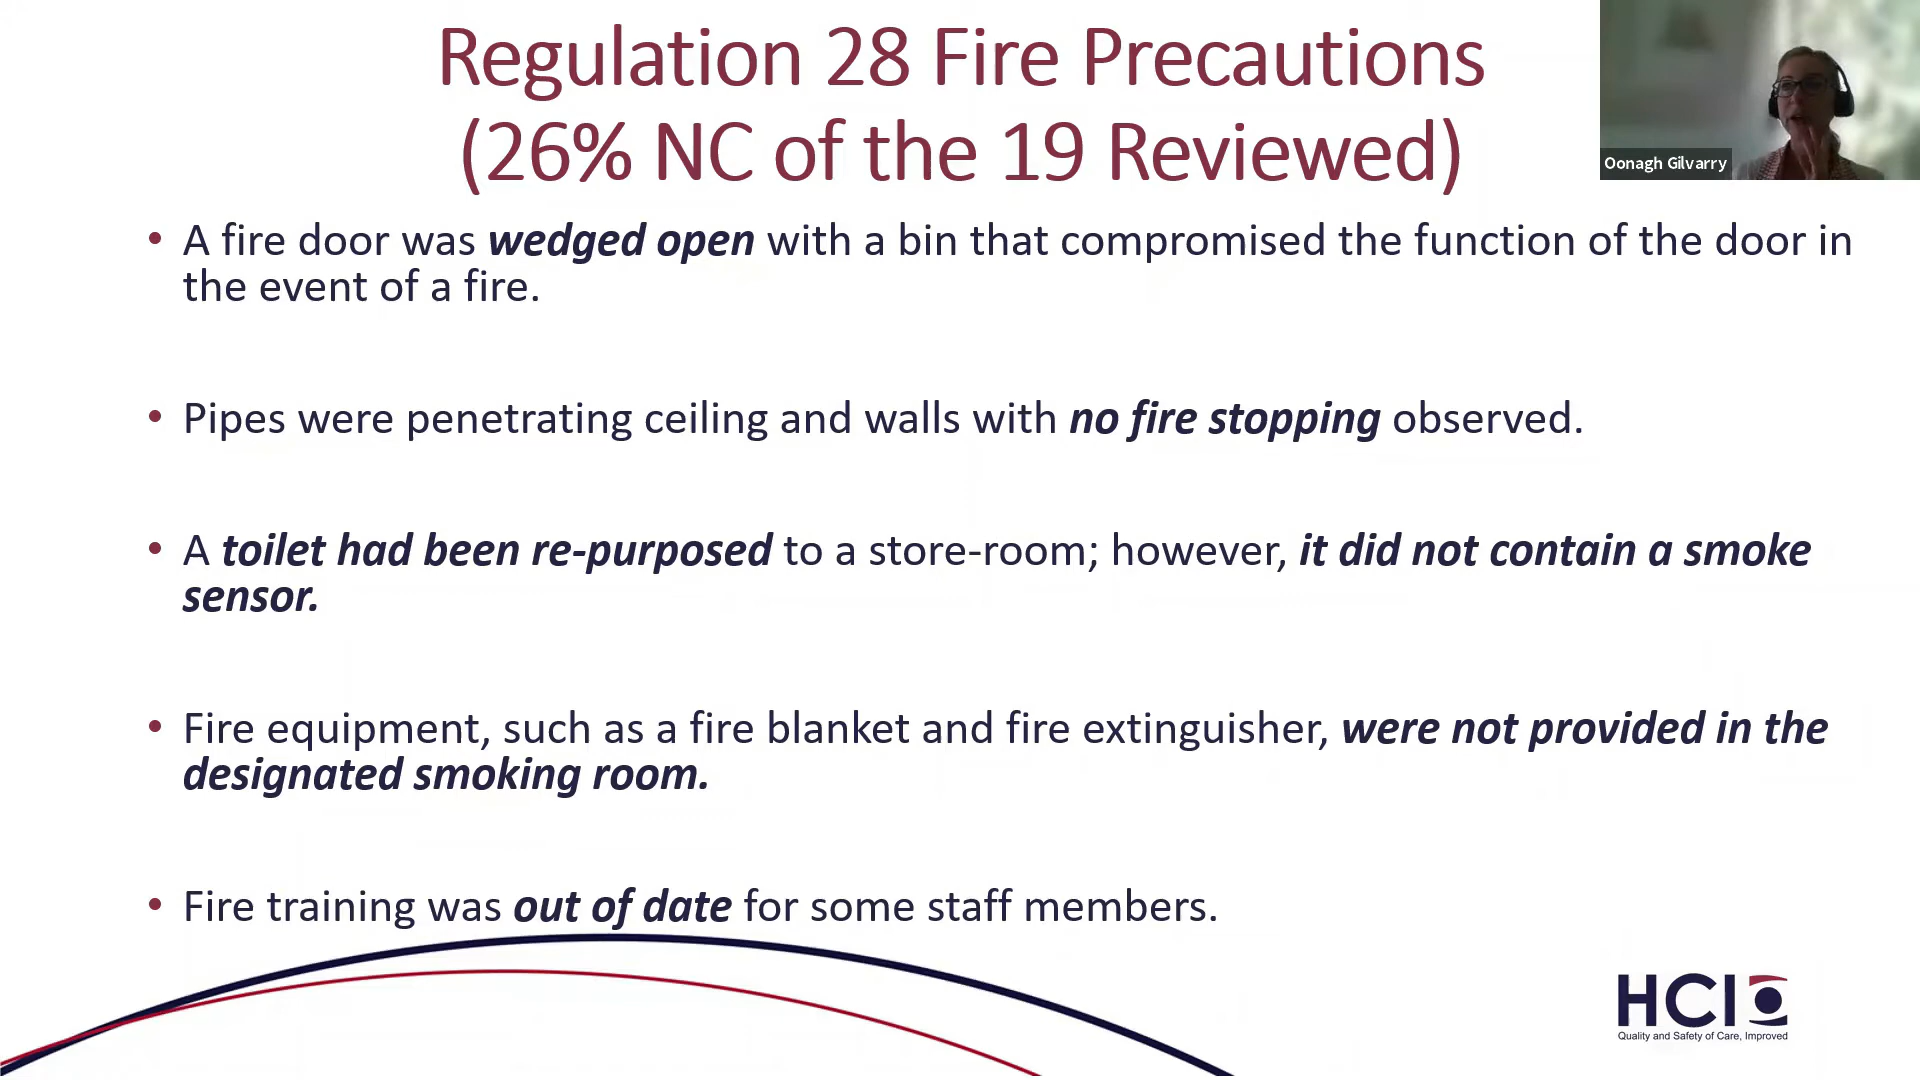 Regulation 28 Fire Precautions
(26% NC of the 19 Reviewed)
Oonagh Gilvarry
• A fire door was wedged open with a bin that compromised the function of the door in
the event of a fire.
• Pipes were penetrating ceiling and walls with no fire stopping observed.
• A toilet had been re-purposed to a store-room; however, it did not contain a smoke
sensor.
• Fire equipment, such as a fire blanket and fire extinguisher, were not provided in the
designated smoking room.
• Fire training was out of date for some staff members.
HCI
Quality and Safety of Care, Improved